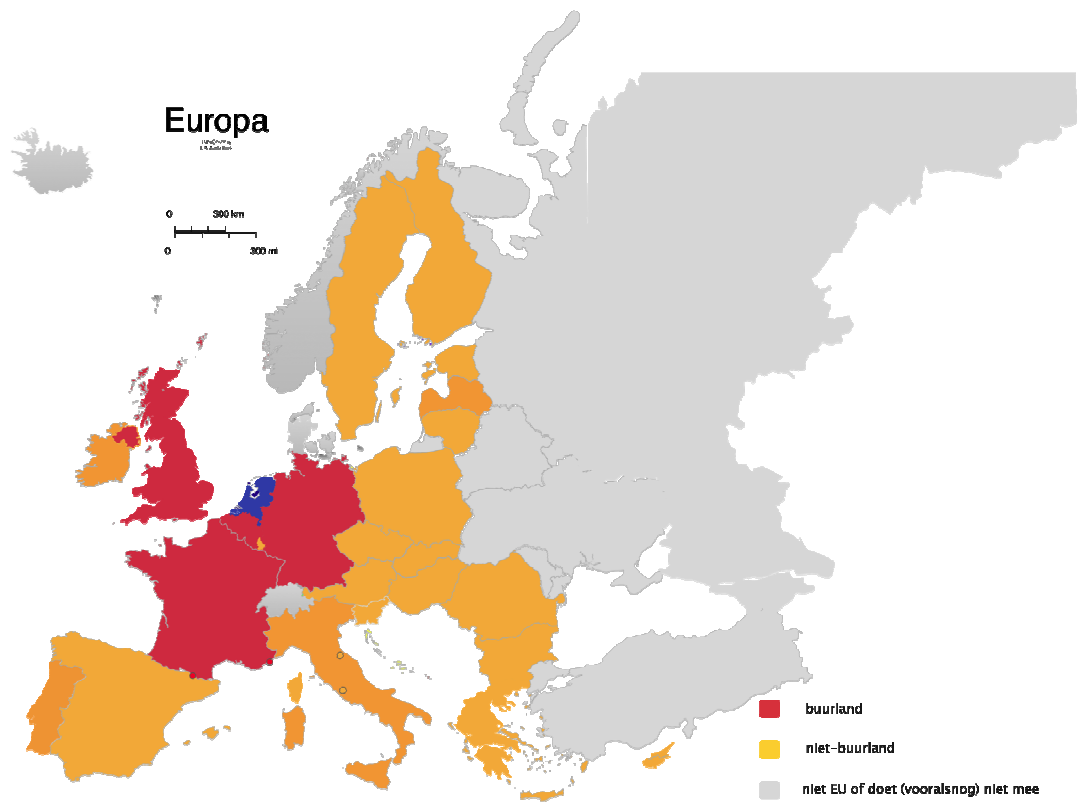 Europa
0 300 km
0 300 mi
buurland
niet-buurland
niet EU of doet (vooralsnog) niet mee